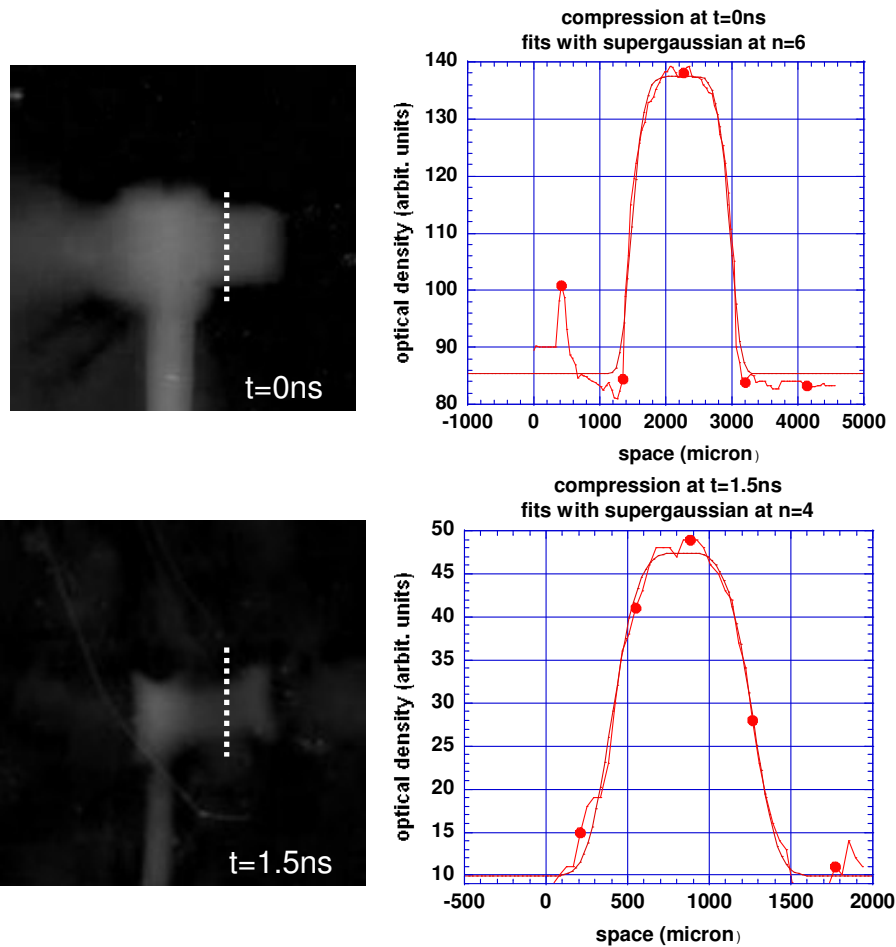 compression at t=0ns
fits with supergaussian at n=6
t=0ns
optical density (arbit. units)
140
130
120
110
100
90
80
-1000
0
1000
2000
3000
4000
5000
space (micron)
compression at t=1.5ns
fits with supergaussian at n=4
t=1.5ns
optical density (arbit. units)
50
45
40
35
30
25
20
15
10
-500
0
500
1000
1500
2000
space (micron)